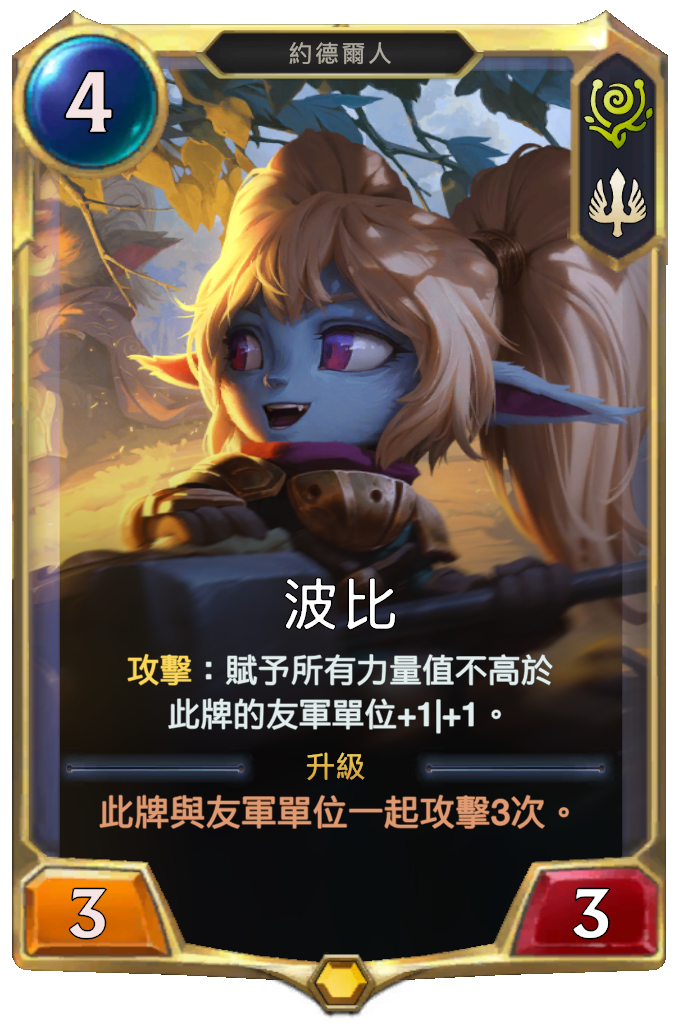 約德爾人
4
波比
攻擊：賦予所有力量值不高於
此牌的友軍單位+1|+1。
升級
此牌與友軍單位一起攻擊3次。
3
3